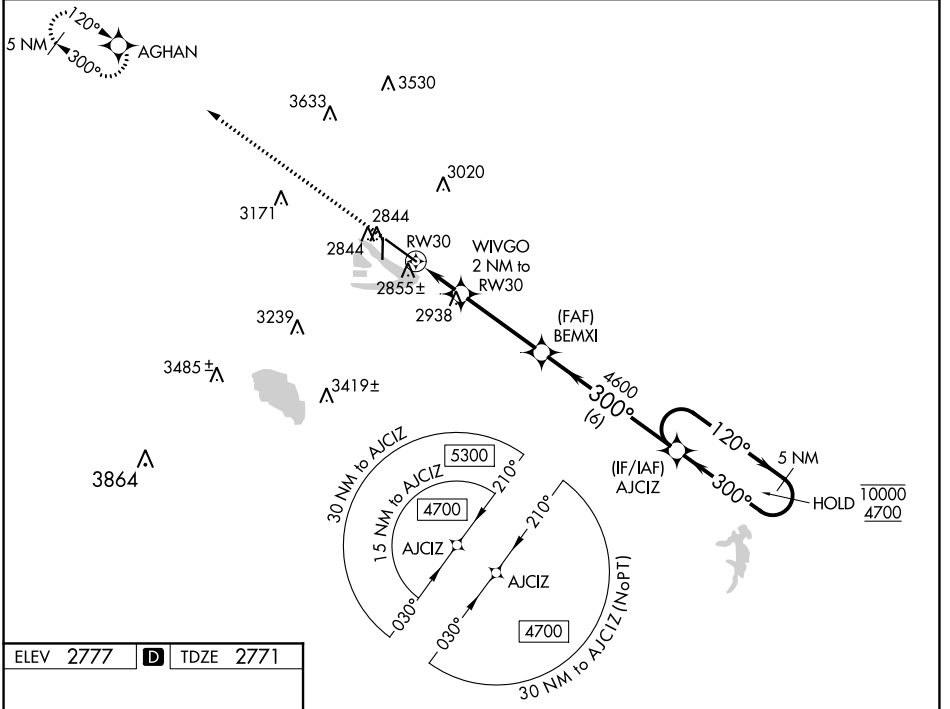 120°
5 NM
AGHAN
300°
3530
3633
3020
3171
2844
2844
RW30
WIVGO
2 NM to
RW30
2855±
2938
(FAF)
BEMXI
3239
3485±
3419±
4600
300°
(6)
120°
5 NM
(IF/IAF)
AJCIZ
300°
HOLD
10000
4700
3864
30 NM to AJCIZ
5300
210°
15 NM to AJCIZ
4700
AJCIZ
030°
210°
AJCIZ
030°
4700
30 NM to AJCIZ (NoPT)
ELEV 2777 D TDZE 2771